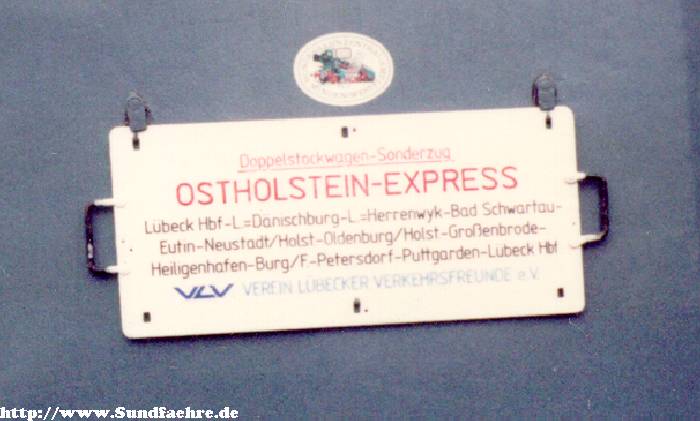 Doppelstockwagen-Sonderzug
OSTHOLSTEIN-EXPRESS
Lübeck Hbf-L.=Dänischburg-L.=Herrenwyk-Bad Schwartau-
Eutin-Neustadt/Holst-Oldenburg/Holst-Großenbrode-
Heiligenhafen-Burg/F.-Petersdorf-Puttgarden-Lübeck Hbf
VLV VEREIN LÜBECKER VERKEHRSFREUNDE e.V.
http://www.Sundfaehre.de